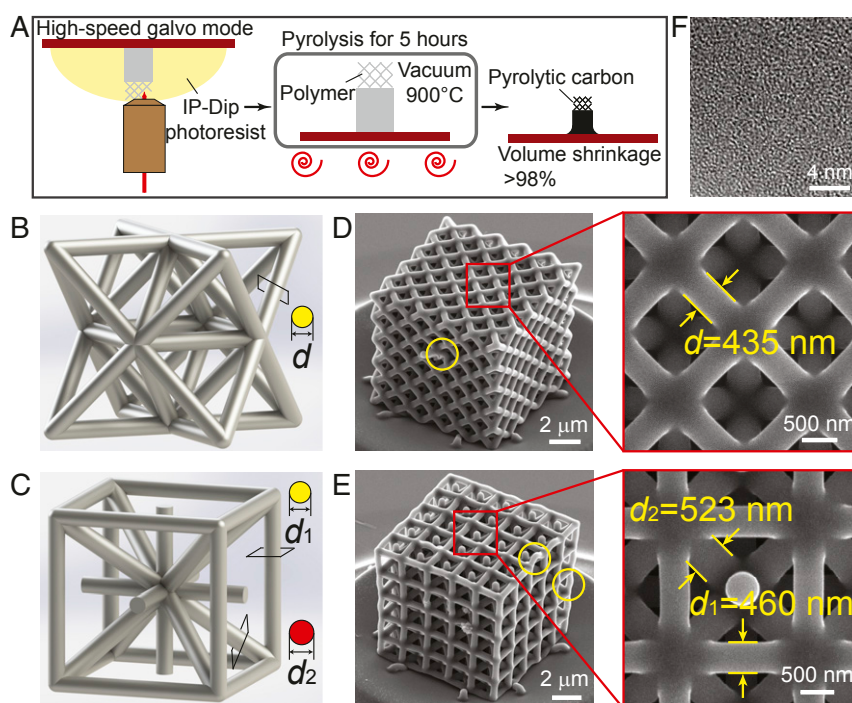 A
High-speed galvo mode
IP-Dip
photoresist
Pyrolysis for 5 hours
Polymer
Vacuum
900°C
Pyrolytic carbon
Volume shrinkage
>98%
F
4 nm
B
d
D
2 μm
d=435 nm
500 nm
C
d1
d2
E
2 μm
d2=523 nm
d1=460 nm
500 nm